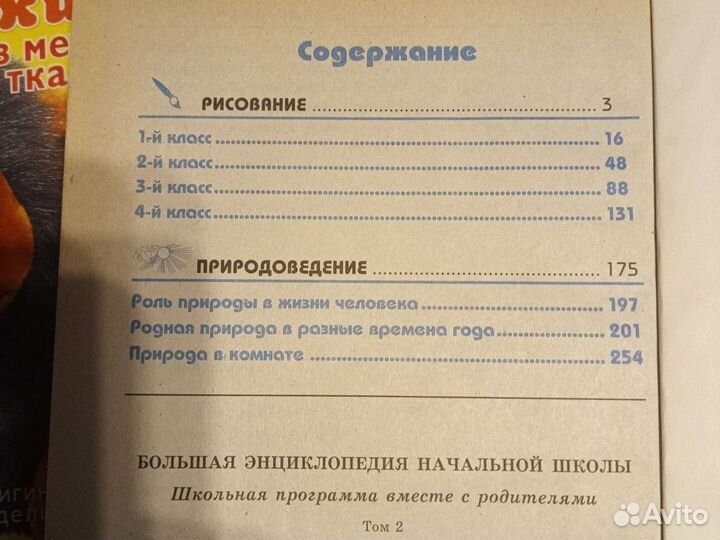 Содержание
РИСОВАНИЕ ........................ 3
1-й класс ........................ 16
2-й класс ........................ 48
3-й класс ........................ 88
4-й класс ........................ 131
ПРИРОДОВЕДЕНИЕ ........................ 175
Роль природы в жизни человека ........................ 197
Родная природа в разные времена года ........................ 201
Природа в комнате ........................ 254
БОЛЬШАЯ ЭНЦИКЛОПЕДИЯ НАЧАЛЬНОЙ ШКОЛЫ
Школьная программа вместе с родителями
Том 2
Avito